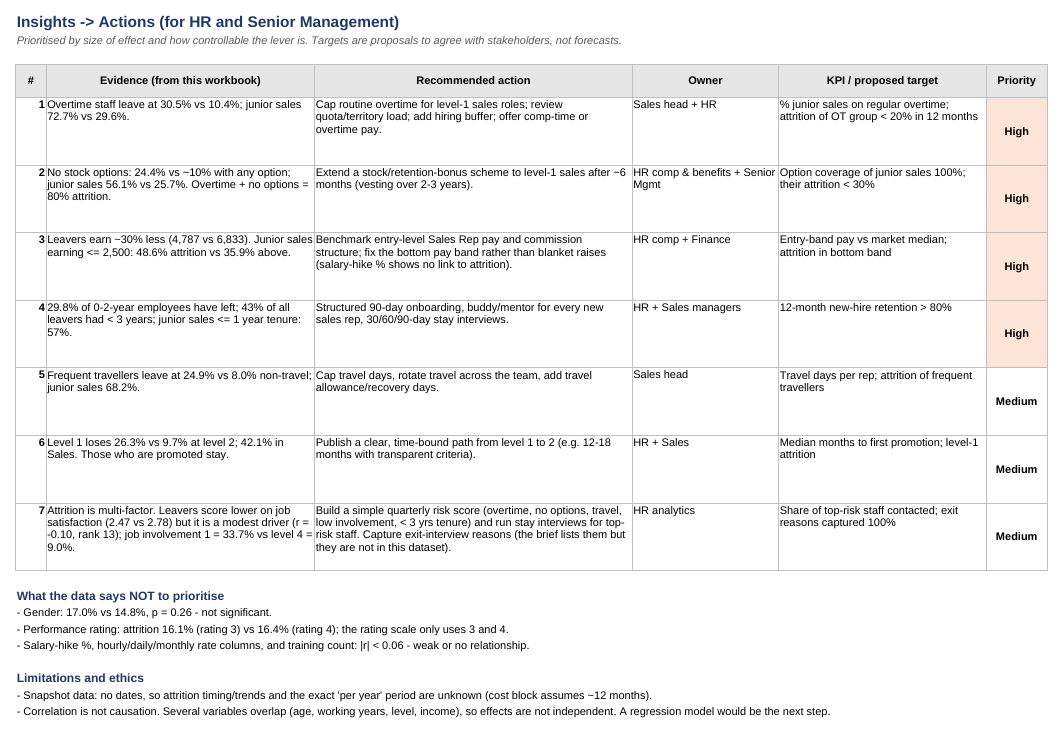 Insights -> Actions (for HR and Senior Management)
Prioritised by size of effect and how controllable the lever is. Targets are proposals to agree with stakeholders, not forecasts.
# Evidence (from this workbook) Recommended action Owner KPI / proposed target Priority
1 Overtime staff leave at 30.5% vs 10.4%; junior sales
72.7% vs 29.6%.
Cap routine overtime for level-1 sales roles; review
quota/territory load; add hiring buffer; offer comp-time or
overtime pay.
Sales head + HR
% junior sales on regular overtime;
attrition of OT group < 20% in 12 months
High
2 No stock options: 24.4% vs ~10% with any option;
junior sales 56.1% vs 25.7%. Overtime + no options =
80% attrition.
Extend a stock/retention-bonus scheme to level-1 sales after ~6
months (vesting over 2-3 years).
HR comp & benefits + Senior
Mgmt
Option coverage of junior sales 100%;
their attrition < 30%
High
3 Leavers earn ~30% less (4,787 vs 6,833). Junior sales
earning <= 2,500: 48.6% attrition vs 35.9% above.
Benchmark entry-level Sales Rep pay and commission
structure; fix the bottom pay band rather than blanket raises
(salary-hike % shows no link to attrition).
HR comp + Finance
Entry-band pay vs market median;
attrition in bottom band
High
4 29.8% of 0-2-year employees have left; 43% of all
leavers had < 3 years; junior sales <= 1 year tenure:
57%.
Structured 90-day onboarding, buddy/mentor for every new
sales rep, 30/60/90-day stay interviews.
HR + Sales managers
12-month new-hire retention > 80%
High
5 Frequent travellers leave at 24.9% vs 8.0% non-travel;
junior sales 68.2%.
Cap travel days, rotate travel across the team, add travel
allowance/recovery days.
Sales head
Travel days per rep; attrition of frequent
travellers
Medium
6 Level 1 loses 26.3% vs 9.7% at level 2; 42.1% in
Sales. Those who are promoted stay.
Publish a clear, time-bound path from level 1 to 2 (e.g. 12-18
months with transparent criteria).
HR + Sales
Median months to first promotion; level-1
attrition
Medium
7 Attrition is multi-factor. Leavers score lower on job
satisfaction (2.47 vs 2.78) but it is a modest driver (r =
-0.10, rank 13); job involvement 1 = 33.7% vs level 4 =
9.0%.
Build a simple quarterly risk score (overtime, no options, travel,
low involvement, < 3 yrs tenure) and run stay interviews for top-
risk staff. Capture exit-interview reasons (the brief lists them but
they are not in this dataset).
HR analytics
Share of top-risk staff contacted; exit
reasons captured 100%
Medium
What the data says NOT to prioritise
- Gender: 17.0% vs 14.8%, p = 0.26 - not significant.
- Performance rating: attrition 16.1% (rating 3) vs 16.4% (rating 4); the rating scale only uses 3 and 4.
- Salary-hike %, hourly/daily/monthly rate columns, and training count: |r| < 0.06 - weak or no relationship.
Limitations and ethics
- Snapshot data: no dates, so attrition timing/trends and the exact 'per year' period are unknown (cost block assumes ~12 months).
- Correlation is not causation. Several variables overlap (age, working years, level, income), so effects are not independent. A regression model would be the next step.